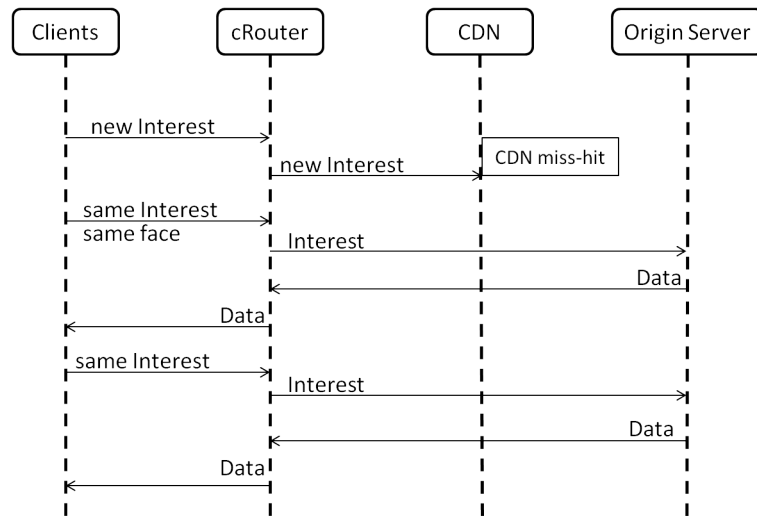 Clients
cRouter
CDN
Origin Server
new Interest
new Interest
CDN miss-hit
same Interest
same face
Interest
Data
Data
same Interest
Interest
Data
Data